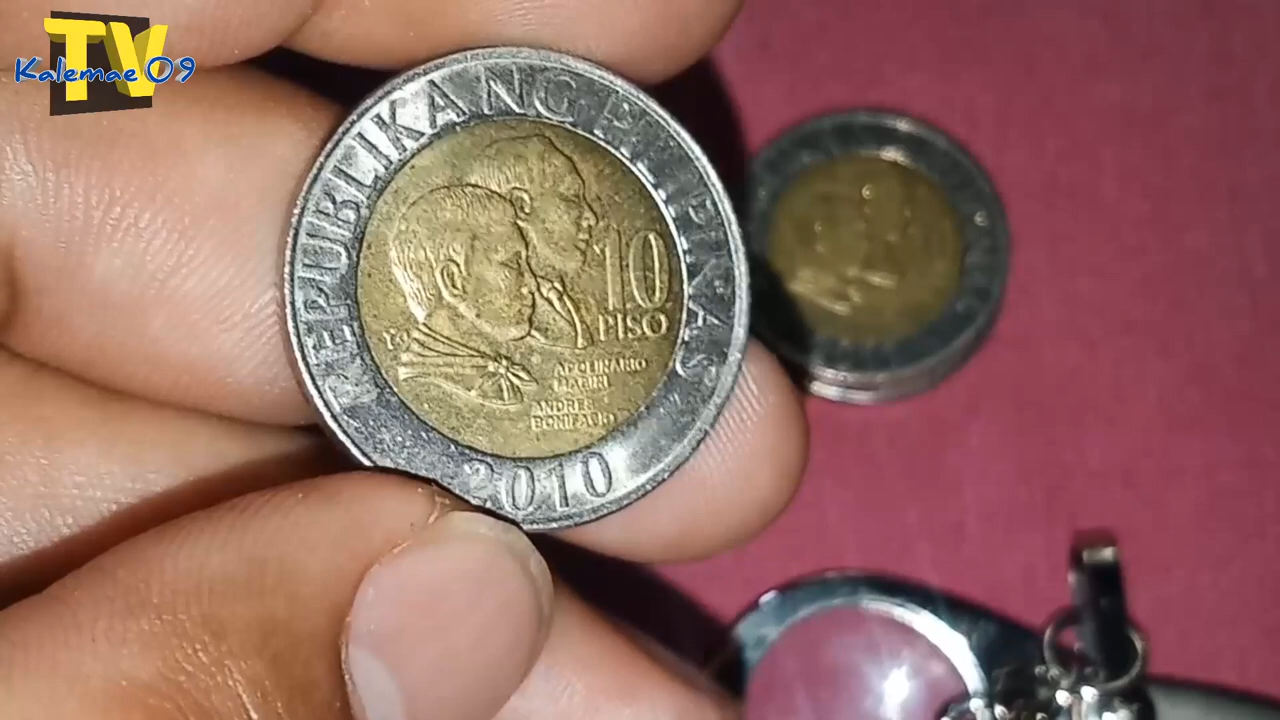 TV
Kalemae 09
REPUBLIKA NG PILIPINAS
10
PISO
APOLINARIO
MABINI
ANDRES
BONIFACIO
2010